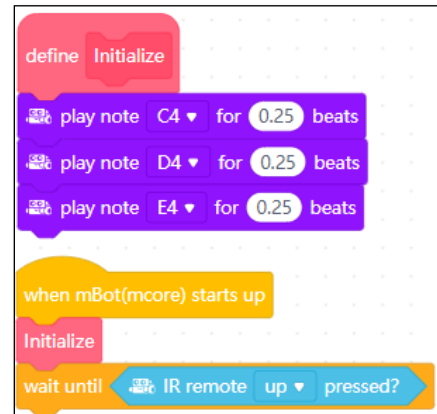 define Initialize
play note C4 for 0.25 beats
play note D4 for 0.25 beats
play note E4 for 0.25 beats
when mBot(mcore) starts up
Initialize
wait until IR remote up pressed?